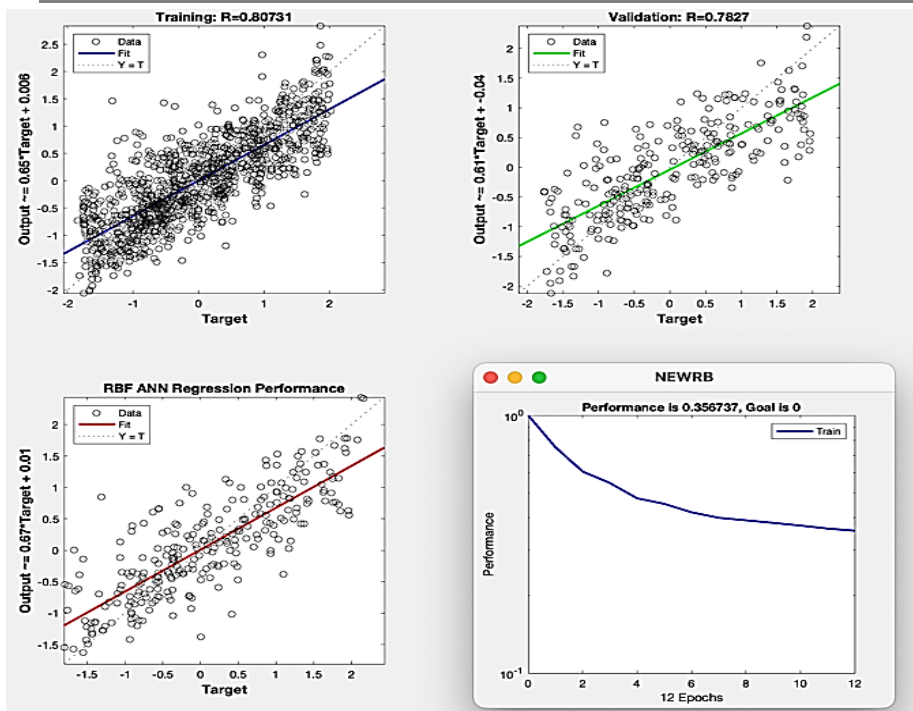 Training: R=0.80731
Output ~= 0.65*Target + 0.006
2.5
2
1.5
1
0.5
0
-0.5
-1
-1.5
-2
Data
Fit
Y = T
-2
-1
0
1
2
Target
Validation: R=0.7827
Output ~= 0.61*Target + -0.04
2
1.5
1
0.5
0
-0.5
-1
-1.5
-2
Data
Fit
Y = T
-2
-1.5
-1
-0.5
0
0.5
1
1.5
2
Target
RBF ANN Regression Performance
Output ~= 0.67*Target + 0.01
2
1.5
1
0.5
0
-0.5
-1
-1.5
Data
Fit
Y = T
-1.5
-1
-0.5
0
0.5
1
1.5
2
Target
NEWRB
Performance is 0.356737, Goal is 0
Performance
10^0
10^-1
Train
0
2
4
6
8
10
12
12 Epochs